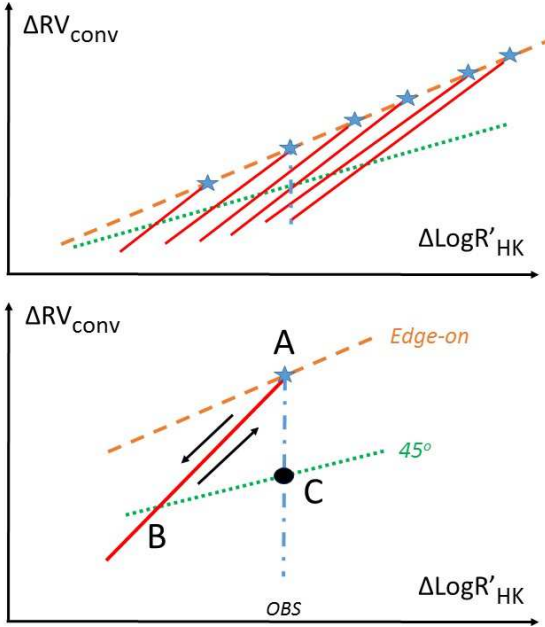 ΔRVconv
ΔLogR'HK
ΔRVconv
A
Edge-on
45o
C
B
ΔLogR'HK
OBS